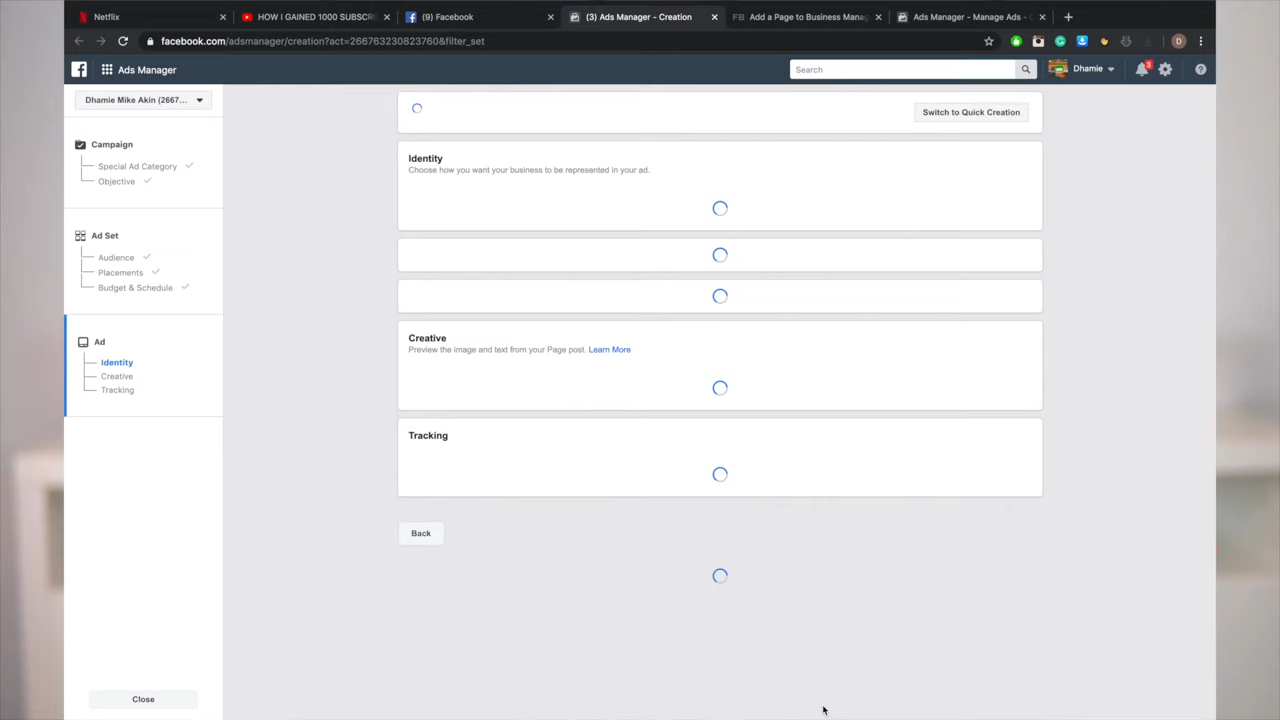 Netflix
HOW I GAINED 1000 SUBSCRI
(9) Facebook
(3) Ads Manager - Creation
FB Add a Page to Business Mana
Ads Manager - Manage Ads - C
facebook.com/adsmanager/creation?act=266763230823760&filter_set
D
Ads Manager
Search
Dhamie
3
Dhamie Mike Akin (2667...
Switch to Quick Creation
Campaign
Special Ad Category
Objective
Ad Set
Audience
Placements
Budget & Schedule
Ad
Identity
Creative
Tracking
Identity
Choose how you want your business to be represented in your ad.
Creative
Preview the image and text from your Page post. Learn More
Tracking
Back
Close